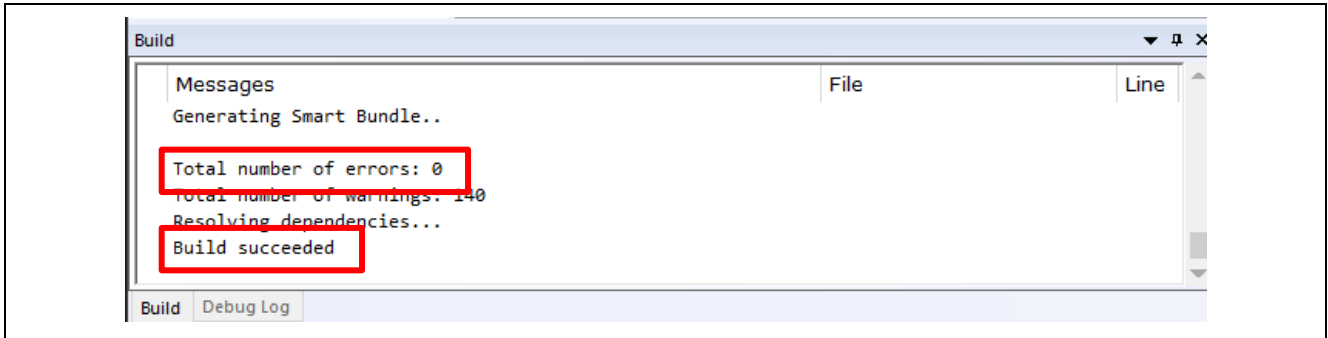 Build
Messages File Line
Generating Smart Bundle..
Total number of errors: 0
Total number of warnings: 140
Resolving dependencies...
Build succeeded
Build Debug Log